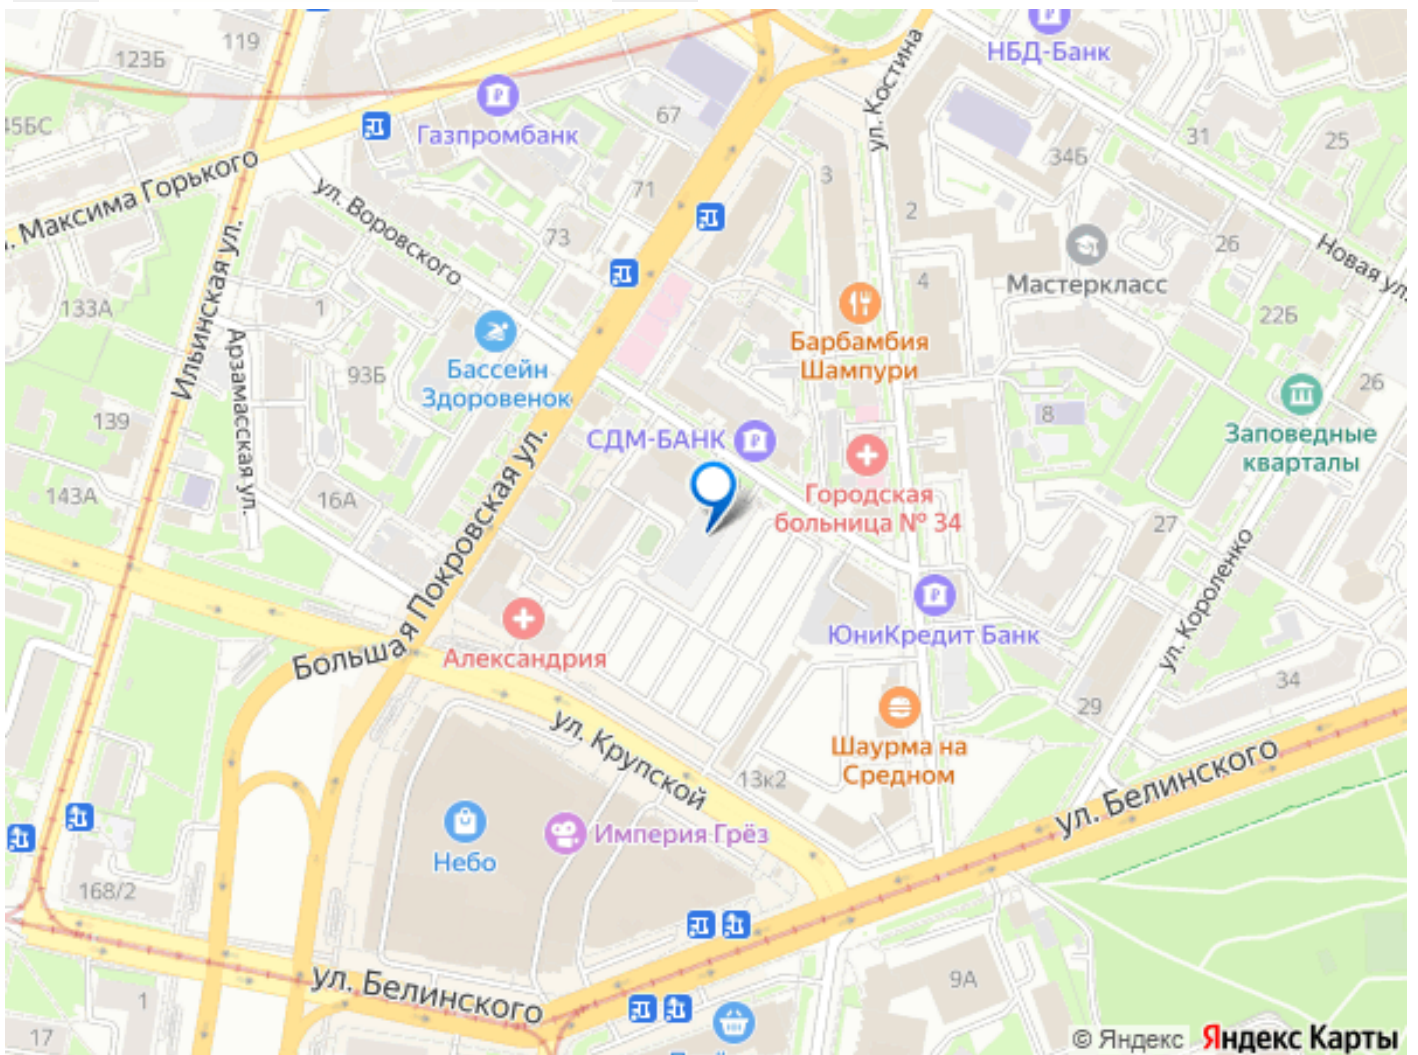 119
123Б
НБД-Банк
ул. Костина
45БС
67
Газпромбанк
31
25
34Б
. Максима Горького
ул. Воровского
71
3
2
26
Новая ул.
73
Мастеркласс
4
133А
1
Ильинская ул.
Арзамасская ул.
22Б
Барбамбия
Шампури
Бассейн
Здоровенок
93Б
26
139
8
СДМ-БАНК
Заповедные
кварталы
143А
16А
Городская
больница № 34
27
Большая Покровская ул.
ул. Короленко
ЮниКредит Банк
Александрия
34
29
ул. Крупской
Шаурма на
Средном
13к2
ул. Белинского
Небо
Империя Грёз
168/2
ул. Белинского
9А
1
17
© Яндекс Яндекс Карты